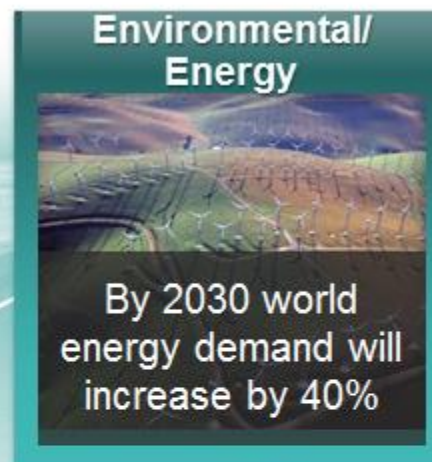 Environmental/
Energy
By 2030 world
energy demand will
increase by 40%